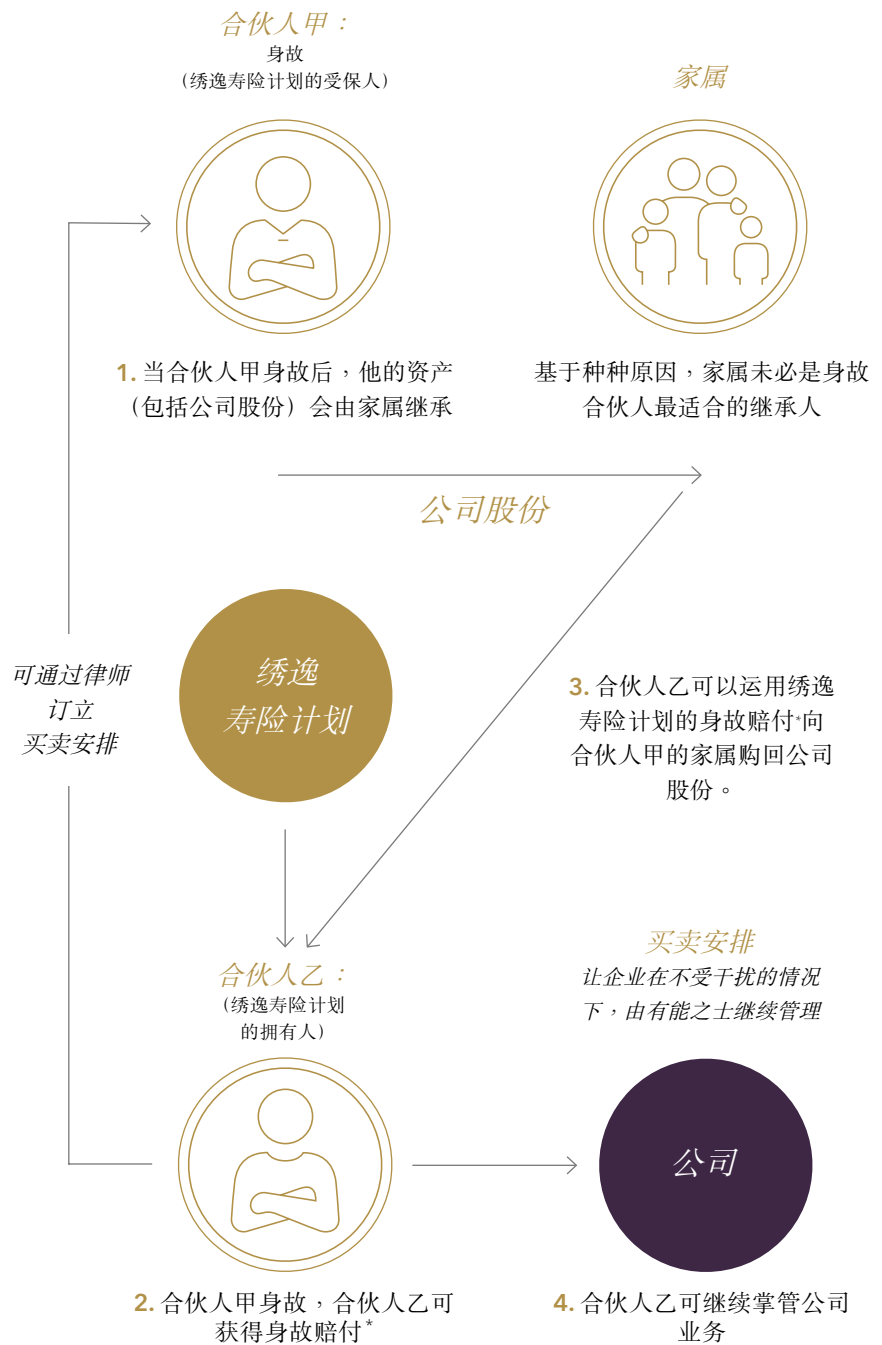 合伙人甲：
身故
（绣逸寿险计划的受保人）
家属
1. 当合伙人甲身故后，他的资产
（包括公司股份）会由家属继承
基于种种原因，家属未必是身故
合伙人最适合的继承人
公司股份
可通过律师
订立
买卖安排
绣逸
寿险计划
3. 合伙人乙可以运用绣逸
寿险计划的身故赔付*向
合伙人甲的家属购回公司
股份。
合伙人乙：
（绣逸寿险计划
的拥有人）
买卖安排
让企业在不受干扰的情况
下，由有能之士继续管理
公司
2. 合伙人甲身故，合伙人乙可
获得身故赔付*
4. 合伙人乙可继续掌管公司
业务